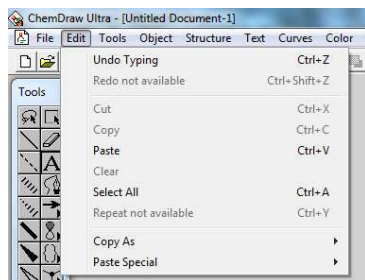 ChemDraw Ultra - [Untitled Document-1]
File Edit Tools Object Structure Text Curves Color
Tools
Undo Typing Ctrl+Z
Redo not available Ctrl+Shift+Z
Cut Ctrl+X
Copy Ctrl+C
Paste Ctrl+V
Clear
Select All Ctrl+A
Repeat not available Ctrl+Y
Copy As
Paste Special
A